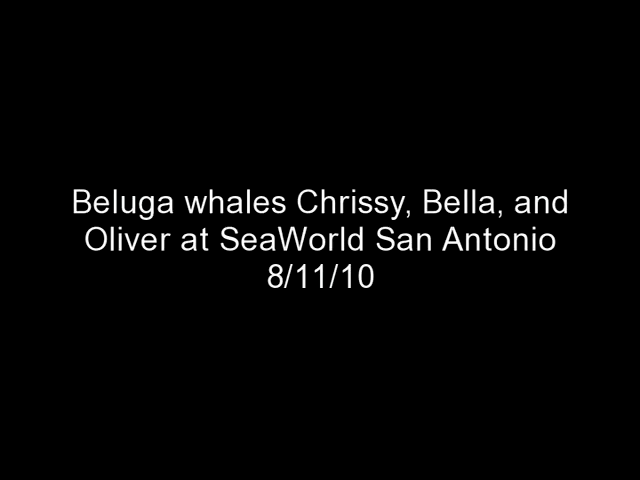 Beluga whales Chrissy, Bella, and
Oliver at SeaWorld San Antonio
8/11/10